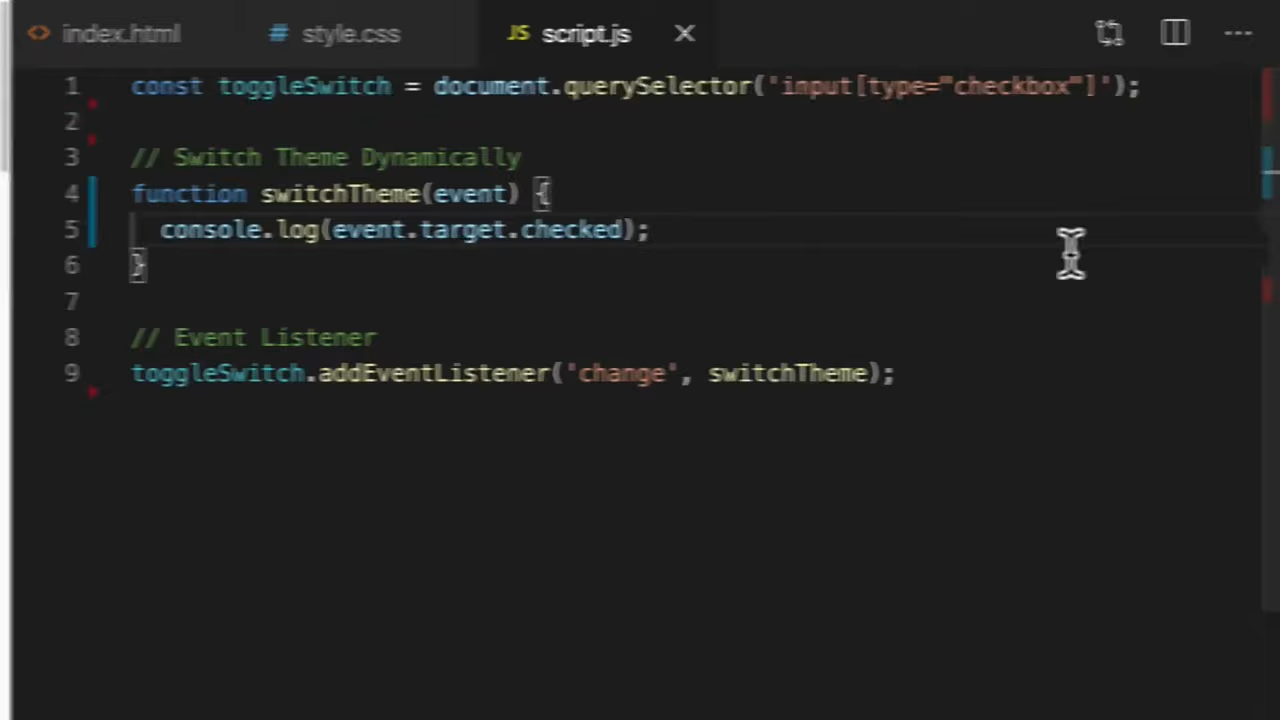 <> index.html # style.css JS script.js × ...
1 const toggleSwitch = document.querySelector('input[type="checkbox"]');
2
3 // Switch Theme Dynamically
4 function switchTheme(event) {
5 console.log(event.target.checked);
6 }
7
8 // Event Listener
9 toggleSwitch.addEventListener('change', switchTheme);